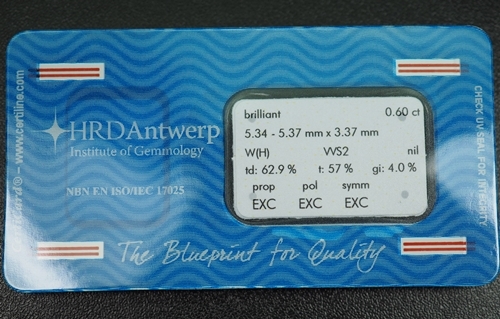 HRDAntwerp
Institute of Gemmology
NBN EN ISO/IEC 17025
brilliant 0.60 ct
5.34 - 5.37 mm x 3.37 mm
W(H) VVS2 nil
td: 62.9 % t: 57 % gi: 4.0 %
prop pol symm
EXC EXC EXC
The Blueprint for Quality
– www.certiline.com
CHECK UV SEAL FOR INTEGRITY